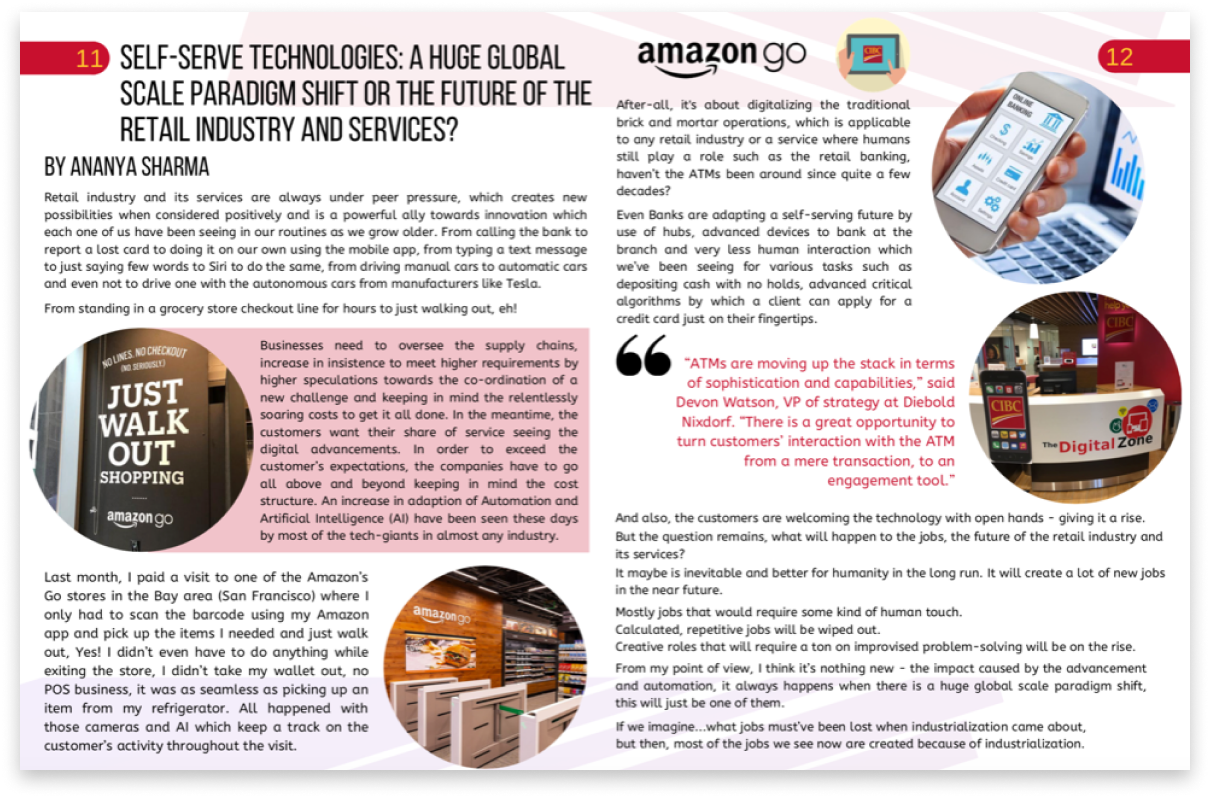 11
SELF-SERVE TECHNOLOGIES: A HUGE GLOBAL
SCALE PARADIGM SHIFT OR THE FUTURE OF THE
RETAIL INDUSTRY AND SERVICES?
BY ANANYA SHARMA
Retail industry and its services are always under peer pressure, which creates new
possibilities when considered positively and is a powerful ally towards innovation which
each one of us have been seeing in our routines as we grow older. From calling the bank to
report a lost card to doing it on our own using the mobile app, from typing a text message
to just saying few words to Siri to do the same, from driving manual cars to automatic cars
and even not to drive one with the autonomous cars from manufacturers like Tesla.
From standing in a grocery store checkout line for hours to just walking out, eh!
NO LINES. NO CHECKOUT
(NO, SERIOUSLY.)
JUST
WALK
OUT
SHOPPING
amazon go
Businesses need to oversee the supply chains,
increase in insistence to meet higher requirements by
higher speculations towards the co-ordination of a
new challenge and keeping in mind the relentlessly
soaring costs to get it all done. In the meantime, the
customers want their share of service seeing the
digital advancements. In order to exceed the
customer's expectations, the companies have to go
all above and beyond keeping in mind the cost
structure. An increase in adaption of Automation and
Artificial Intelligence (AI) have been seen these days
by most of the tech-giants in almost any industry.
Last month, I paid a visit to one of the Amazon's
Go stores in the Bay area (San Francisco) where I
only had to scan the barcode using my Amazon
app and pick up the items I needed and just walk
out, Yes! I didn't even have to do anything while
exiting the store, I didn't take my wallet out, no
POS business, it was as seamless as picking up an
item from my refrigerator. All happened with
those cameras and AI which keep a track on the
customer's activity throughout the visit.
amazon go
amazon go
CIBC
12
After-all, it's about digitalizing the traditional
brick and mortar operations, which is applicable
to any retail industry or a service where humans
still play a role such as the retail banking,
haven't the ATMs been around since quite a few
decades?
Even Banks are adapting a self-serving future by
use of hubs, advanced devices to bank at the
branch and very less human interaction which
we've been seeing for various tasks such as
depositing cash with no holds, advanced critical
algorithms by which a client can apply for a
credit card just on their fingertips.
ONLINE
BANKING
Savings
Credit card
Settings
“ATMs are moving up the stack in terms
of sophistication and capabilities,” said
Devon Watson, VP of strategy at Diebold
Nixdorf. “There is a great opportunity to
turn customers’ interaction with the ATM
from a mere transaction, to an
engagement tool.”
CIBC
CIBC
The Digital Zone
And also, the customers are welcoming the technology with open hands - giving it a rise.
But the question remains, what will happen to the jobs, the future of the retail industry and
its services?
It maybe is inevitable and better for humanity in the long run. It will create a lot of new jobs
in the near future.
Mostly jobs that would require some kind of human touch.
Calculated, repetitive jobs will be wiped out.
Creative roles that will require a ton on improvised problem-solving will be on the rise.
From my point of view, I think it's nothing new - the impact caused by the advancement
and automation, it always happens when there is a huge global scale paradigm shift,
this will just be one of them.
If we imagine...what jobs must've been lost when industrialization came about,
but then, most of the jobs we see now are created because of industrialization.